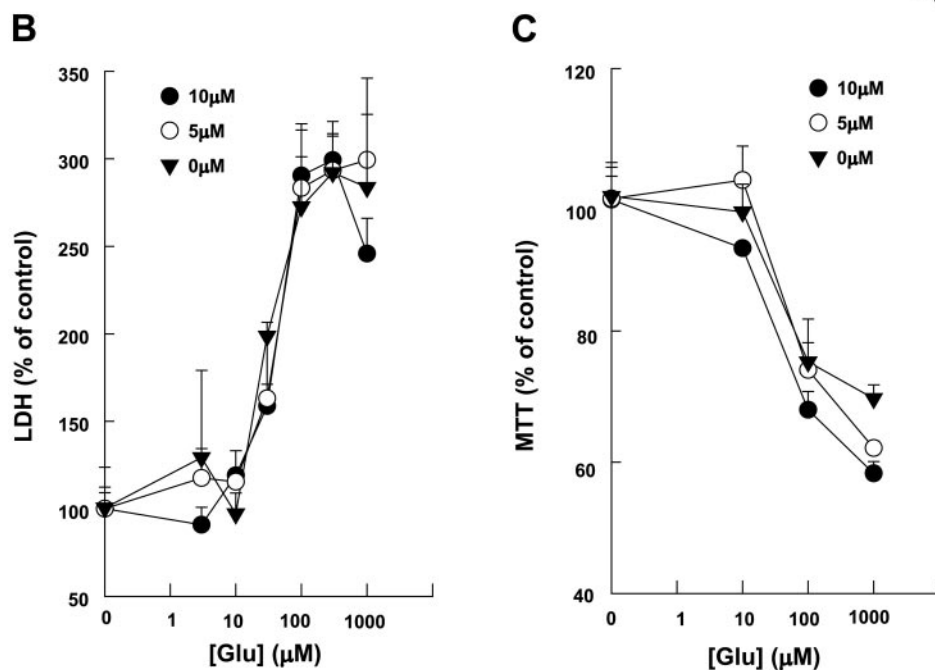 B
350
300
250
200
150
100
50
LDH (% of control)
10μM
5μM
0μM
0 1 10 100 1000
[Glu] (μM)
C
120
100
80
60
40
MTT (% of control)
10μM
5μM
0μM
0 1 10 100 1000
[Glu] (μM)